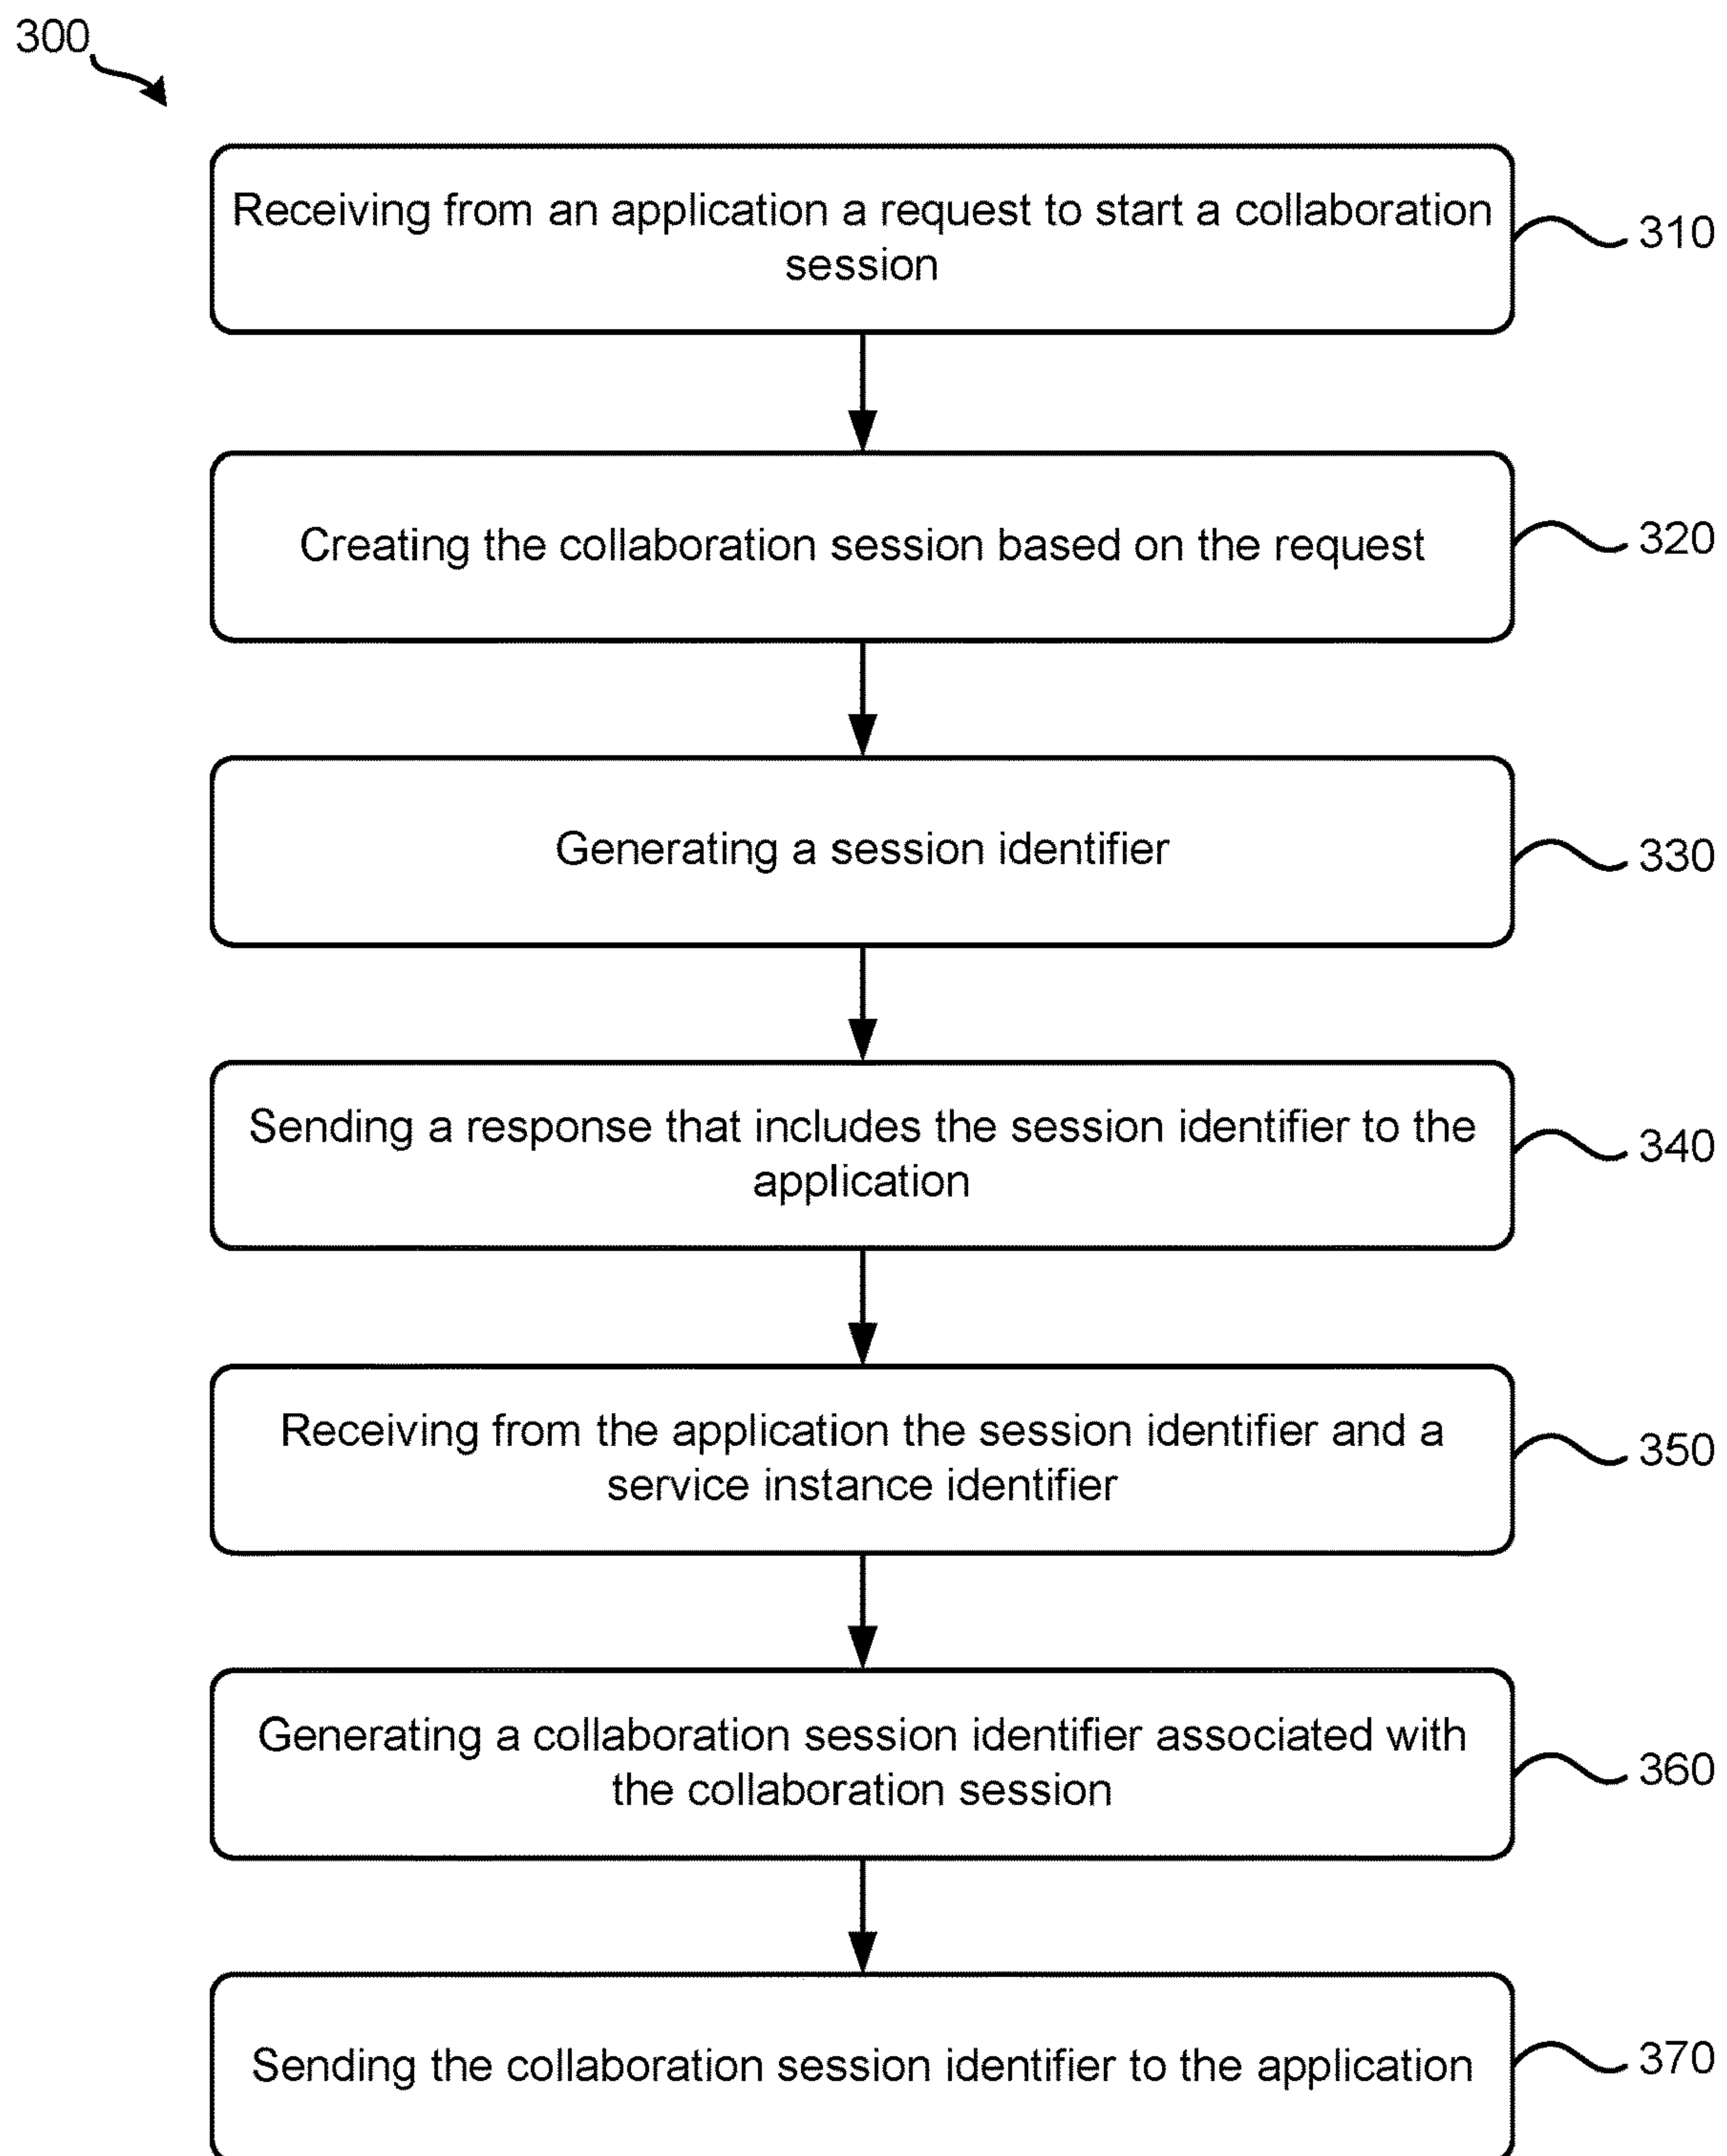 300
Receiving from an application a request to start a collaboration
session
310
Creating the collaboration session based on the request
320
Generating a session identifier
330
Sending a response that includes the session identifier to the
application
340
Receiving from the application the session identifier and a
service instance identifier
350
Generating a collaboration session identifier associated with
the collaboration session
360
Sending the collaboration session identifier to the application
370